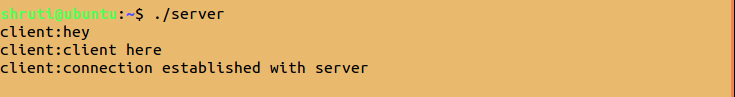 shruti@ubuntu:~$ ./server
client:hey
client:client here
client:connection established with server